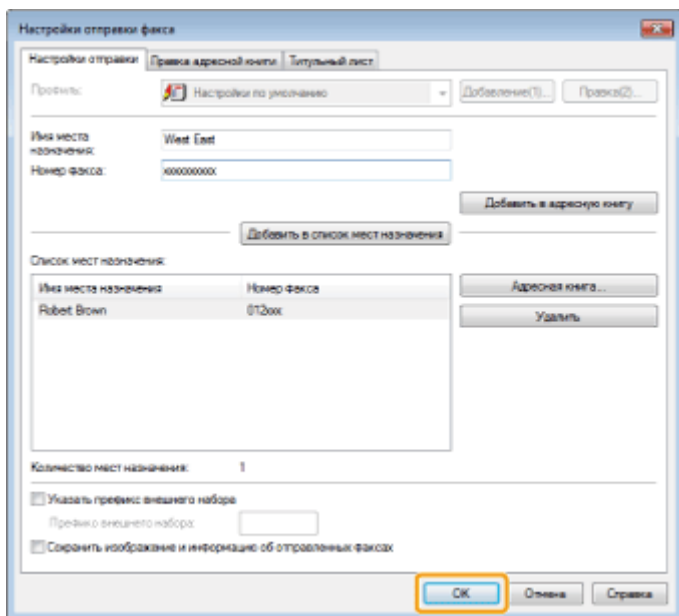 Настройки отправки факса
Настройки отправки Правка адресной книги Титульный лист
Профиль: Настройки по умолчанию Добавление(1)... Правка(2)...
Имя места
назначения: West East
Номер факса: xxxxxxxxxx
Добавить в адресную книгу
Добавить в список мест назначения
Список мест назначения:
Имя места назначения Номер факса
Robert Brown 012xxx
Адресная книга...
Удалить
Количество мест назначения: 1
Указать префикс внешнего набора
Префикс внешнего набора:
Сохранить изображение и информацию об отправленных факсах
OK Отмена Справка